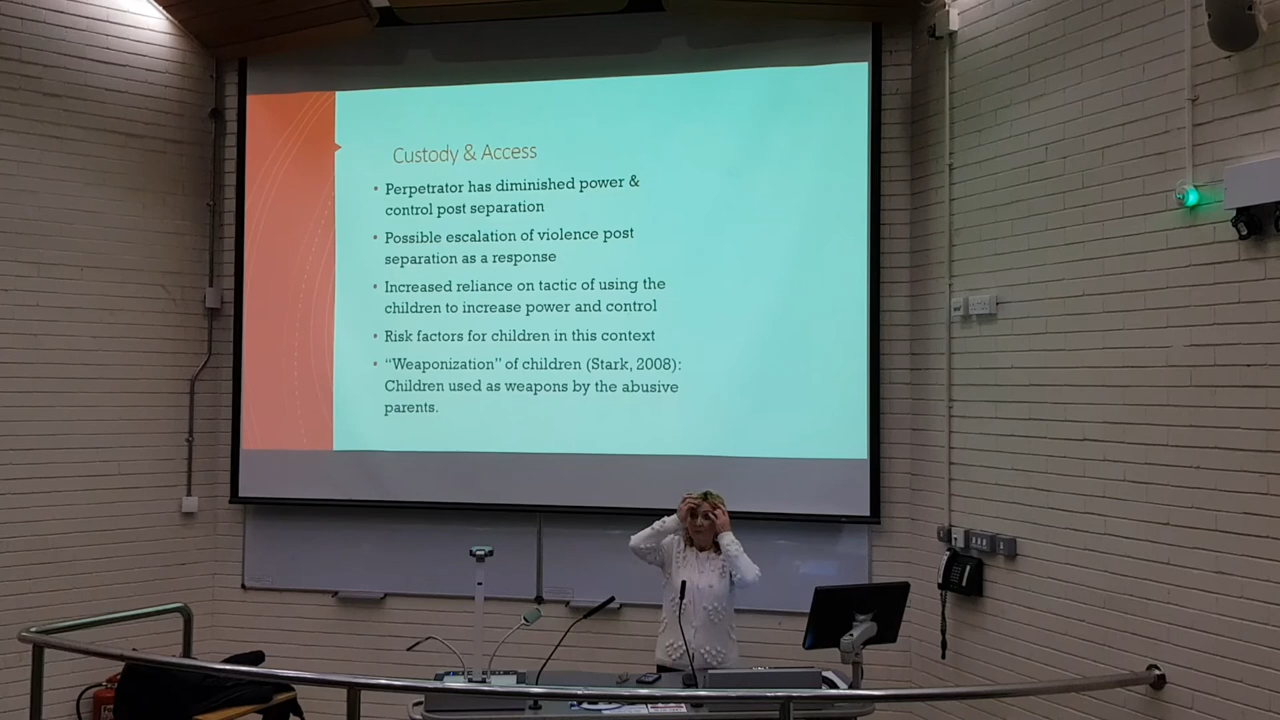 Custody & Access
• Perpetrator has diminished power &
control post separation
• Possible escalation of violence post
separation as a response
• Increased reliance on tactic of using the
children to increase power and control
• Risk factors for children in this context
• “Weaponization” of children (Stark, 2008):
Children used as weapons by the abusive
parents.